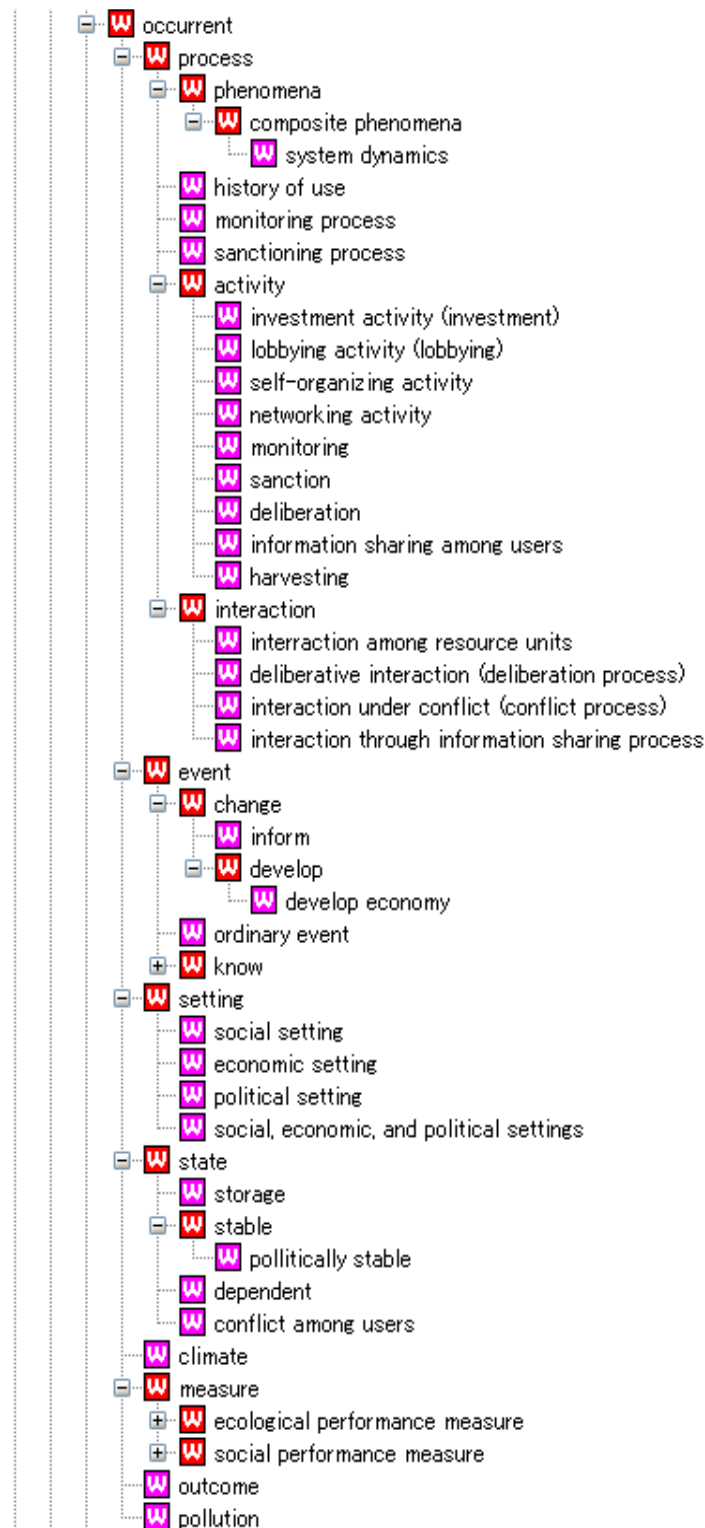 occurrent
process
phenomena
composite phenomena
system dynamics
history of use
monitoring process
sanctioning process
activity
investment activity (investment)
lobbying activity (lobbying)
self-organizing activity
networking activity
monitoring
sanction
deliberation
information sharing among users
harvesting
interaction
interraction among resource units
deliberative interaction (deliberation process)
interaction under conflict (conflict process)
interaction through information sharing process
event
change
inform
develop
develop economy
ordinary event
know
setting
social setting
economic setting
political setting
social, economic, and political settings
state
storage
stable
pollitically stable
dependent
conflict among users
climate
measure
ecological performance measure
social performance measure
outcome
pollution